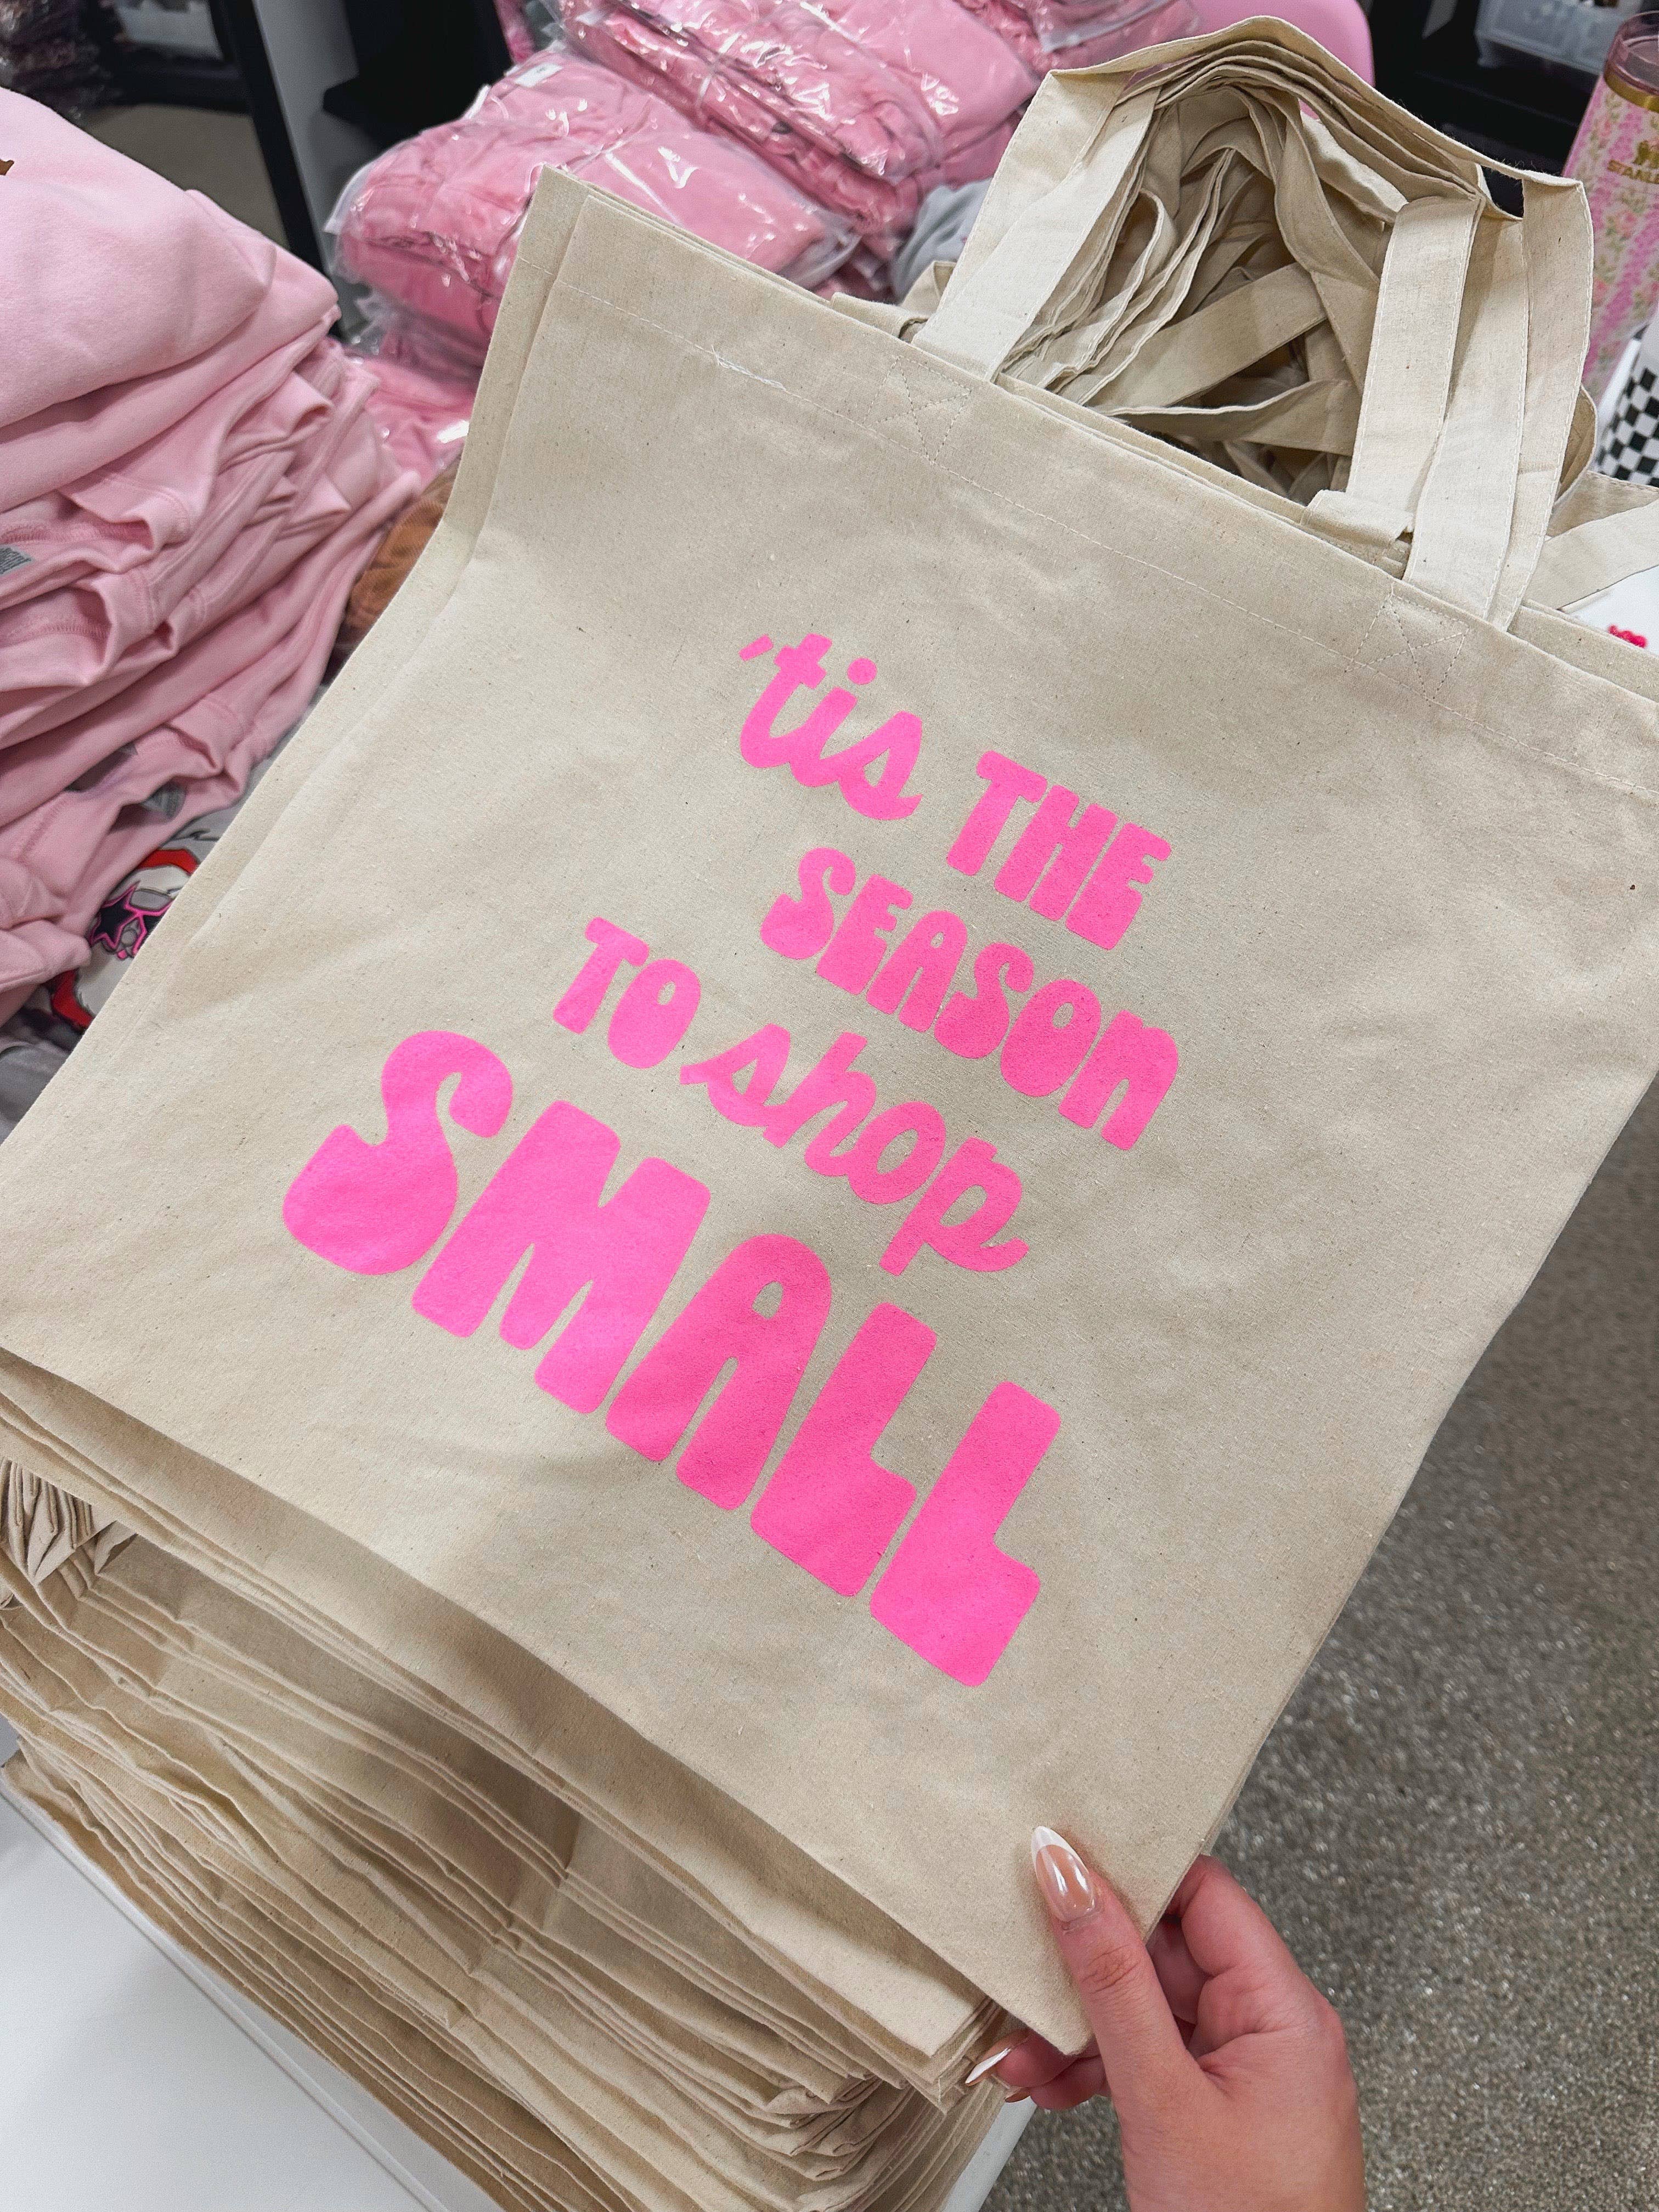 'tis THE
SEASON
TO shop
SMALL